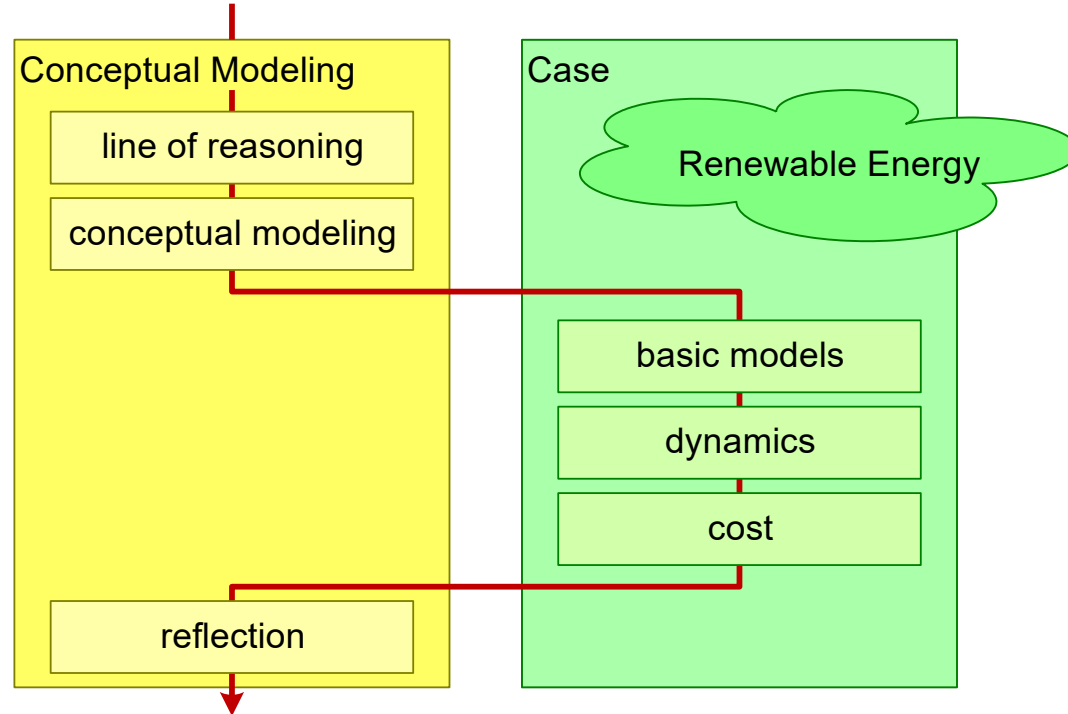 Conceptual Modeling
line of reasoning
conceptual modeling
reflection
Case
Renewable Energy
basic models
dynamics
cost